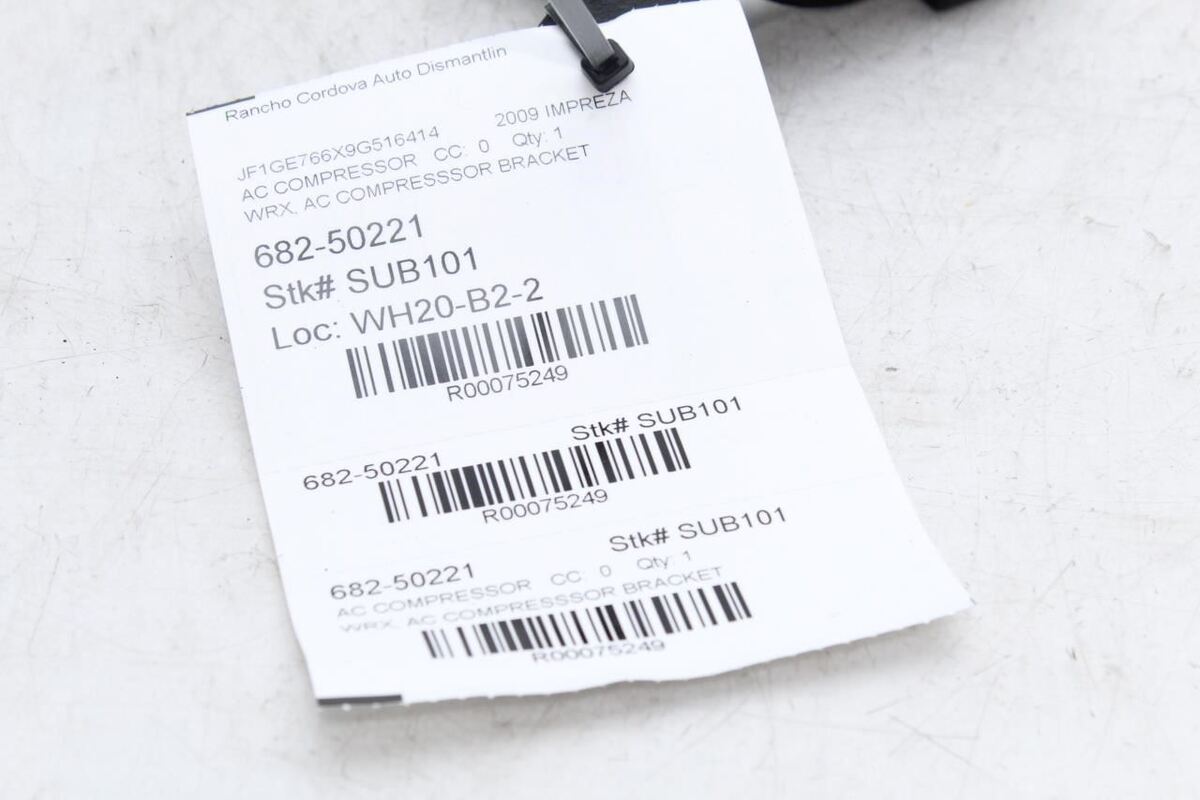 Rancho Cordova Auto Dismantlin
JF1GE766X9G516414 2009 IMPREZA
AC COMPRESSOR CC: 0 Qty: 1
WRX, AC COMPRESSSOR BRACKET
682-50221
Stk# SUB101
Loc: WH20-B2-2
R00075249
682-50221 Stk# SUB101
R00075249
682-50221 Stk# SUB101
AC COMPRESSOR CC: 0 Qty: 1
WRX, AC COMPRESSSOR BRACKET
R00075249